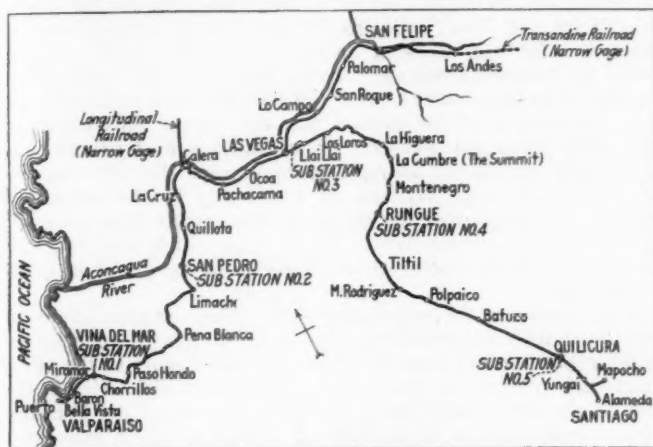 SAN FELIPE
Transandine Railroad
(Narrow Gage)
Palomar
Los Andes
San Roque
Lo Campo
Longitudinal
Railroad
(Narrow Gage)
LAS VEGAS
Los Loros
La Higuera
Calera
Llai Llai
SUB STATION
NO.3
La Cumbre (The Summit)
Ocoa
Pachacama
Montenegro
La Cruz
RUNGUE
SUB STATION NO.4
Quillota
SAN PEDRO
SUB STATION NO.2
Tiltil
Aconcagua
River
Limache
M. Rodriguez
Polpaico
PACIFIC OCEAN
Pena Blanca
Batuco
VINA DEL MAR
SUB STATION
NO.1
QUILICURA
SUB STATION
NO.5
Miramar
Paso Hondo
Chorrillos
Mapocho
Yungai
Puerto
Baron
Bella Vista
VALPARAISO
Alameda
SANTIAGO